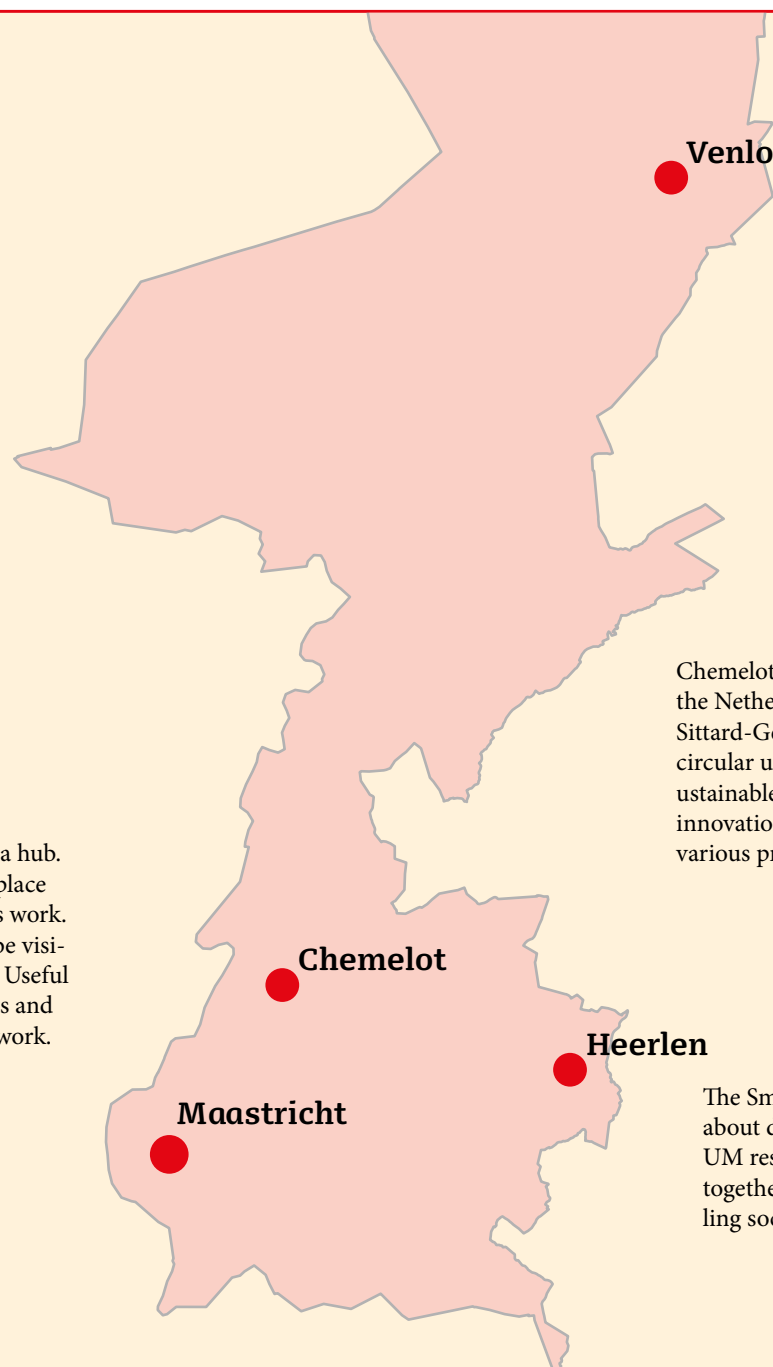 Venlo
Chemelot
the Nethe
Sittard-Ge
circular u
ustainable
innovatio
various pr
a hub.
place
s work.
be visi-
Useful
s and
work.
Chemelot
Heerlen
Maastricht
The Sm
about d
UM res
togethe
ling soc